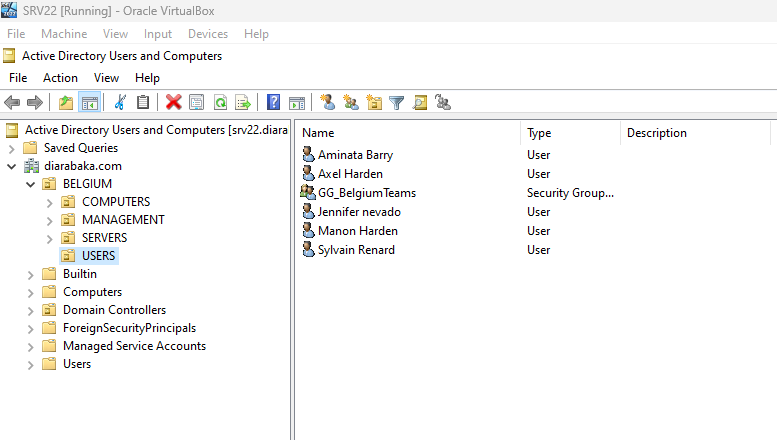 SRV22 [Running] - Oracle VirtualBox
File Machine View Input Devices Help
Active Directory Users and Computers
File Action View Help
Active Directory Users and Computers [srv22.diara
Saved Queries
diarabaka.com
BELGIUM
COMPUTERS
MANAGEMENT
SERVERS
USERS
Builtin
Computers
Domain Controllers
ForeignSecurityPrincipals
Managed Service Accounts
Users
Name Type Description
Aminata Barry User
Axel Harden User
GG_BelgiumTeams Security Group...
Jennifer nevado User
Manon Harden User
Sylvain Renard User